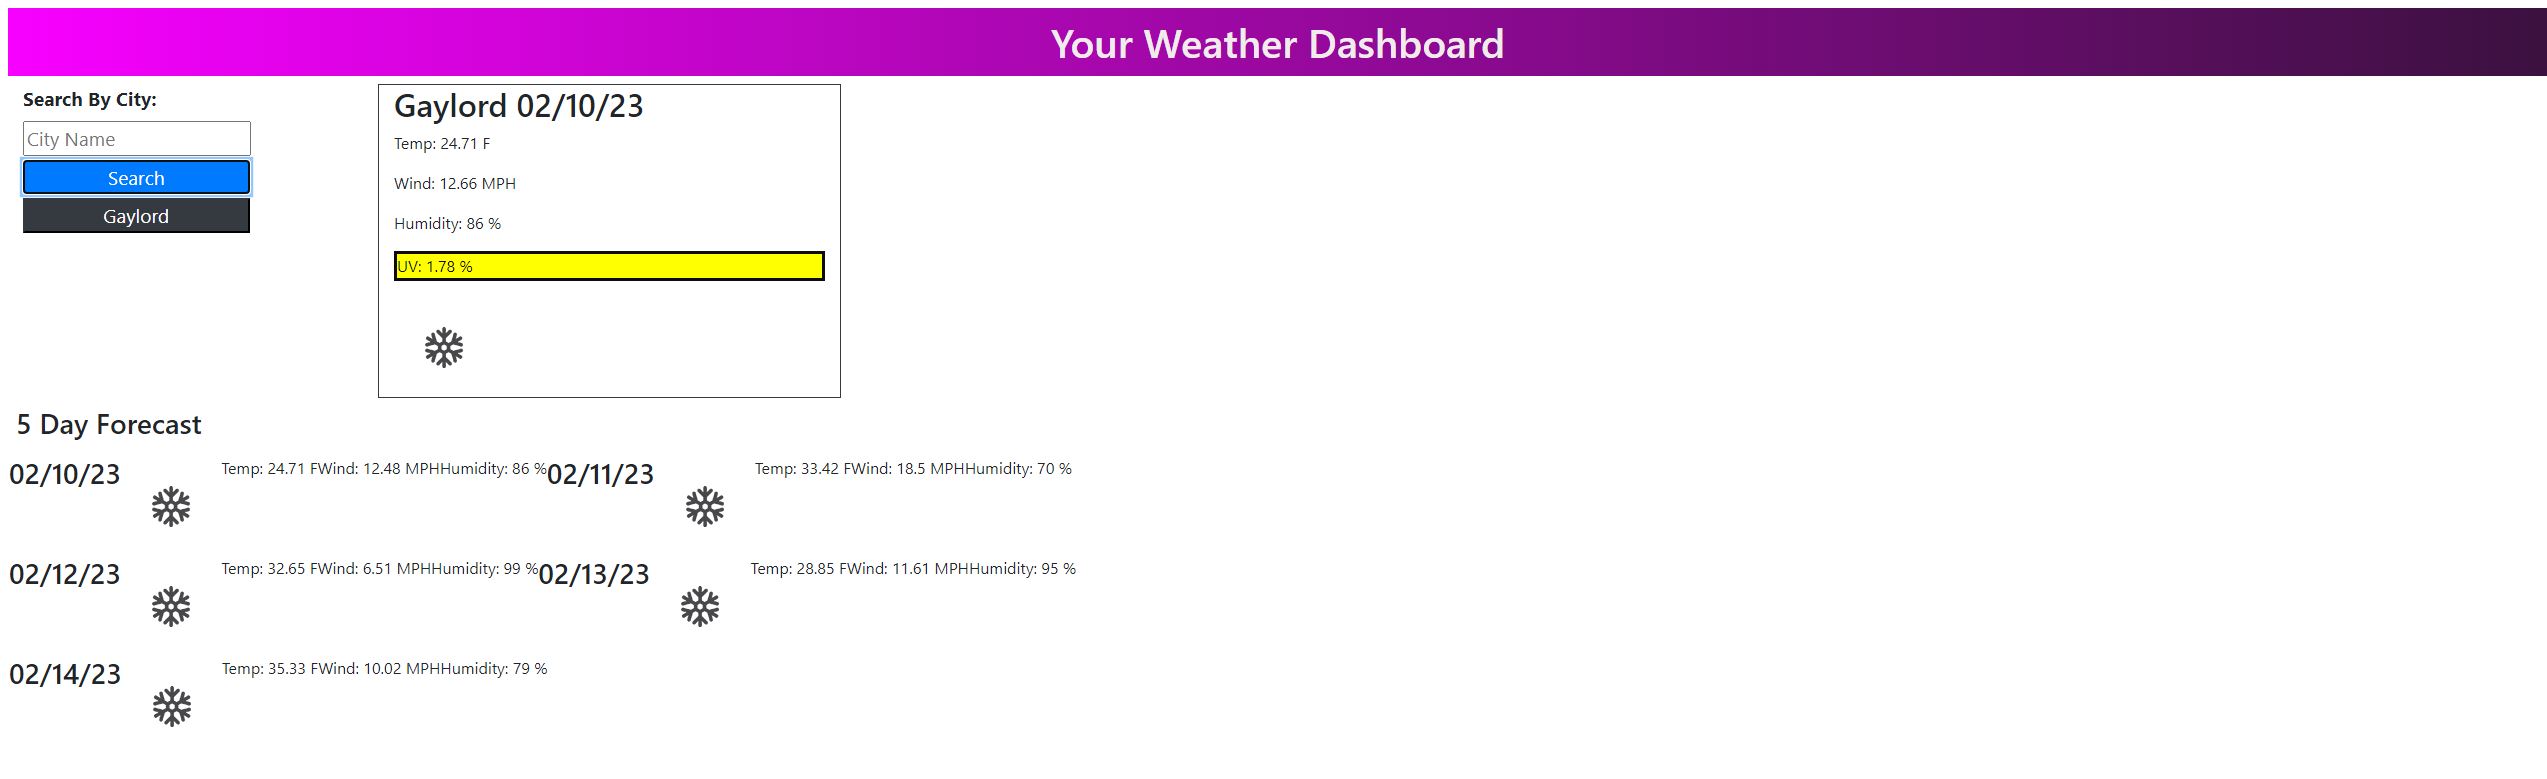 Your Weather Dashboard
Search By City:
City Name
Search
Gaylord
Gaylord 02/10/23
Temp: 24.71 F
Wind: 12.66 MPH
Humidity: 86 %
UV: 1.78 %
5 Day Forecast
02/10/23 Temp: 24.71 FWind: 12.48 MPHHumidity: 86 %02/11/23 Temp: 33.42 FWind: 18.5 MPHHumidity: 70 %
02/12/23 Temp: 32.65 FWind: 6.51 MPHHumidity: 99 %02/13/23 Temp: 28.85 FWind: 11.61 MPHHumidity: 95 %
02/14/23 Temp: 35.33 FWind: 10.02 MPHHumidity: 79 %